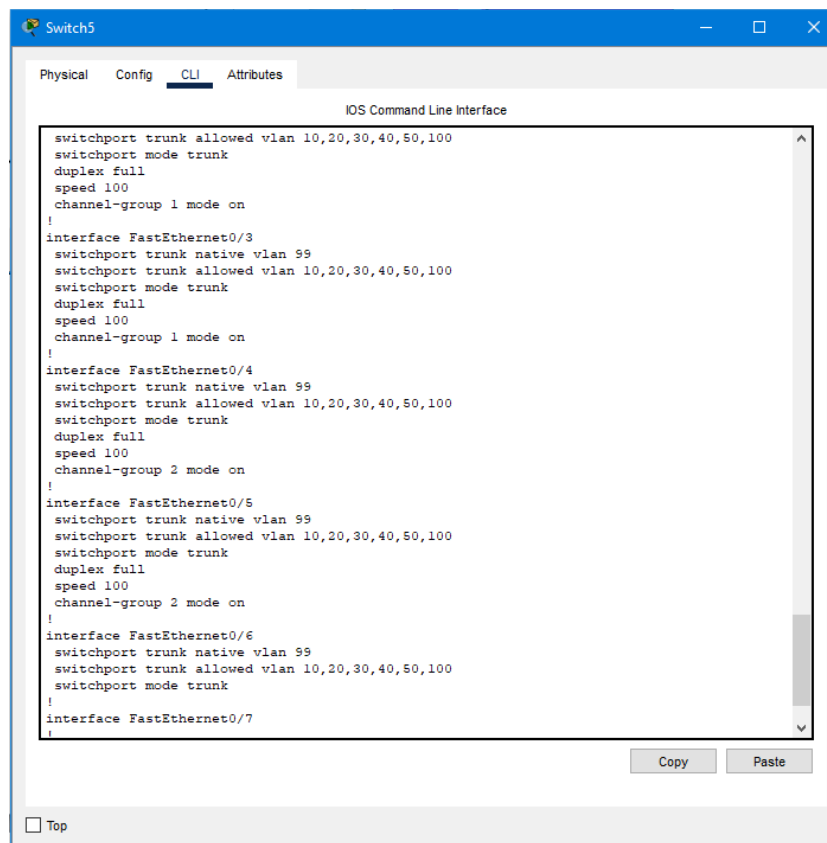 Switch5
Physical Config CLI Attributes
IOS Command Line Interface
switchport trunk allowed vlan 10,20,30,40,50,100
switchport mode trunk
duplex full
speed 100
channel-group 1 mode on
!
interface FastEthernet0/3
switchport trunk native vlan 99
switchport trunk allowed vlan 10,20,30,40,50,100
switchport mode trunk
duplex full
speed 100
channel-group 1 mode on
!
interface FastEthernet0/4
switchport trunk native vlan 99
switchport trunk allowed vlan 10,20,30,40,50,100
switchport mode trunk
duplex full
speed 100
channel-group 2 mode on
!
interface FastEthernet0/5
switchport trunk native vlan 99
switchport trunk allowed vlan 10,20,30,40,50,100
switchport mode trunk
duplex full
speed 100
channel-group 2 mode on
!
interface FastEthernet0/6
switchport trunk native vlan 99
switchport trunk allowed vlan 10,20,30,40,50,100
switchport mode trunk
!
interface FastEthernet0/7
!
Copy Paste
Top